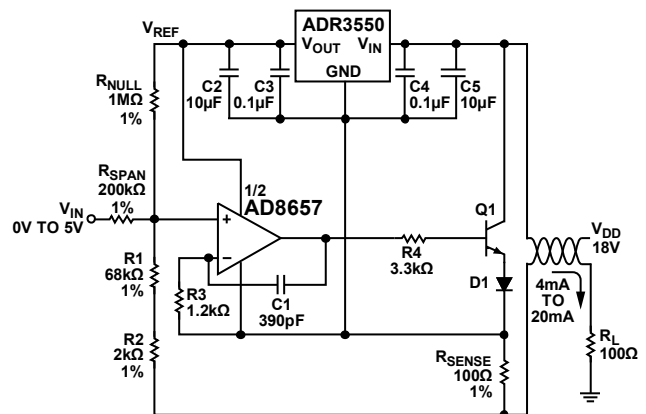 ADR3550
VREF
VOUT VIN
GND
RNULL
1MΩ
1%
C2
10µF
C3
0.1µF
C4
0.1µF
C5
10µF
RSPAN
200kΩ
1%
VIN
0V TO 5V
1/2
AD8657
+
–
Q1
VDD
18V
R1
68kΩ
1%
R4
3.3kΩ
D1
4mA
TO
20mA
R3
1.2kΩ
C1
390pF
R2
2kΩ
1%
RSENSE
100Ω
1%
RL
100Ω